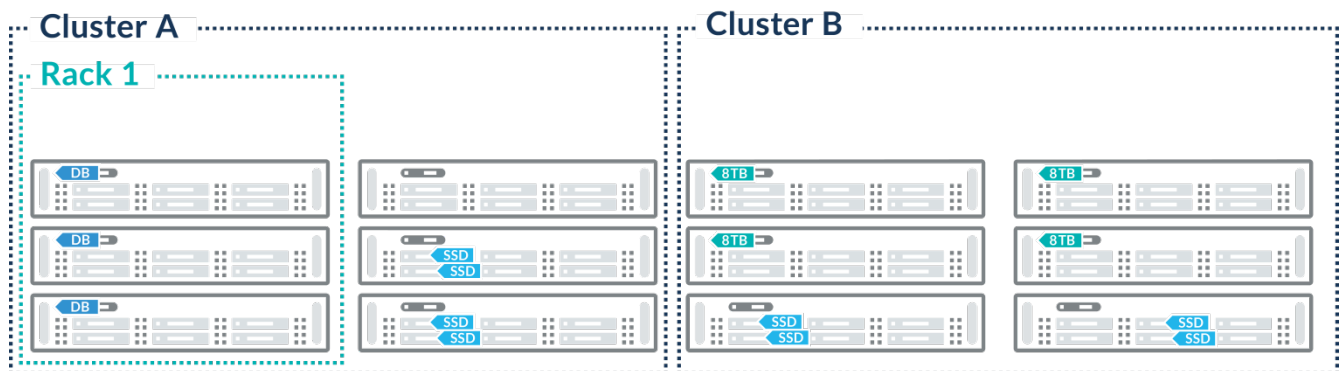 Cluster A
Cluster B
Rack 1
DB
8TB
8TB
DB
SSD
SSD
8TB
8TB
DB
SSD
SSD
SSD
SSD
SSD
SSD